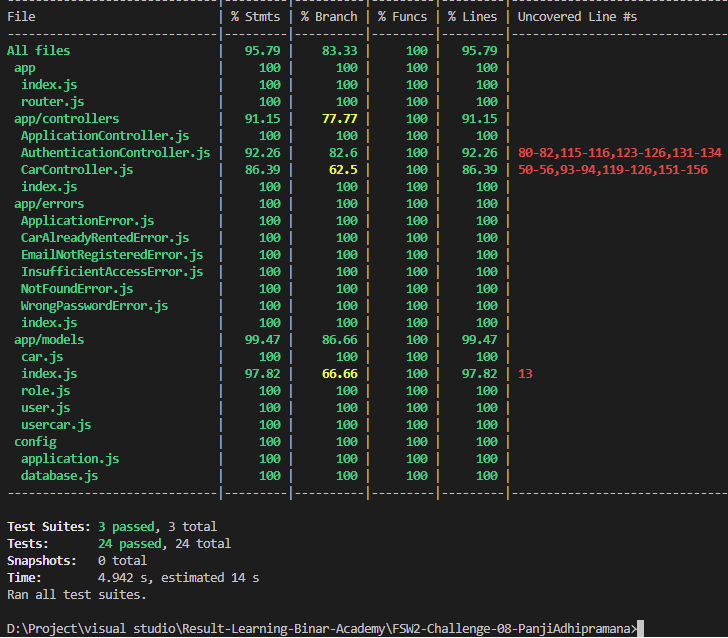 File | % Stmts | % Branch | % Funcs | % Lines | Uncovered Line #s
All files | 95.79 | 83.33 | 100 | 95.79 |
app | 100 | 100 | 100 | 100 |
index.js | 100 | 100 | 100 | 100 |
router.js | 100 | 100 | 100 | 100 |
app/controllers | 91.15 | 77.77 | 100 | 91.15 |
ApplicationController.js | 100 | 100 | 100 | 100 |
AuthenticationController.js | 92.26 | 82.6 | 100 | 92.26 | 80-82,115-116,123-126,131-134
CarController.js | 86.39 | 62.5 | 100 | 86.39 | 50-56,93-94,119-126,151-156
index.js | 100 | 100 | 100 | 100 |
app/errors | 100 | 100 | 100 | 100 |
ApplicationError.js | 100 | 100 | 100 | 100 |
CarAlreadyRentedError.js | 100 | 100 | 100 | 100 |
EmailNotRegisteredError.js | 100 | 100 | 100 | 100 |
InsufficientAccessError.js | 100 | 100 | 100 | 100 |
NotFoundError.js | 100 | 100 | 100 | 100 |
WrongPasswordError.js | 100 | 100 | 100 | 100 |
index.js | 100 | 100 | 100 | 100 |
app/models | 99.47 | 86.66 | 100 | 99.47 |
car.js | 100 | 100 | 100 | 100 |
index.js | 97.82 | 66.66 | 100 | 97.82 | 13
role.js | 100 | 100 | 100 | 100 |
user.js | 100 | 100 | 100 | 100 |
usercar.js | 100 | 100 | 100 | 100 |
config | 100 | 100 | 100 | 100 |
application.js | 100 | 100 | 100 | 100 |
database.js | 100 | 100 | 100 | 100 |
Test Suites: 3 passed, 3 total
Tests: 24 passed, 24 total
Snapshots: 0 total
Time: 4.942 s, estimated 14 s
Ran all test suites.
D:\Project\visual studio\Result-Learning-Binar-Academy\FSW2-Challenge-08-PanjiAdhipramana>